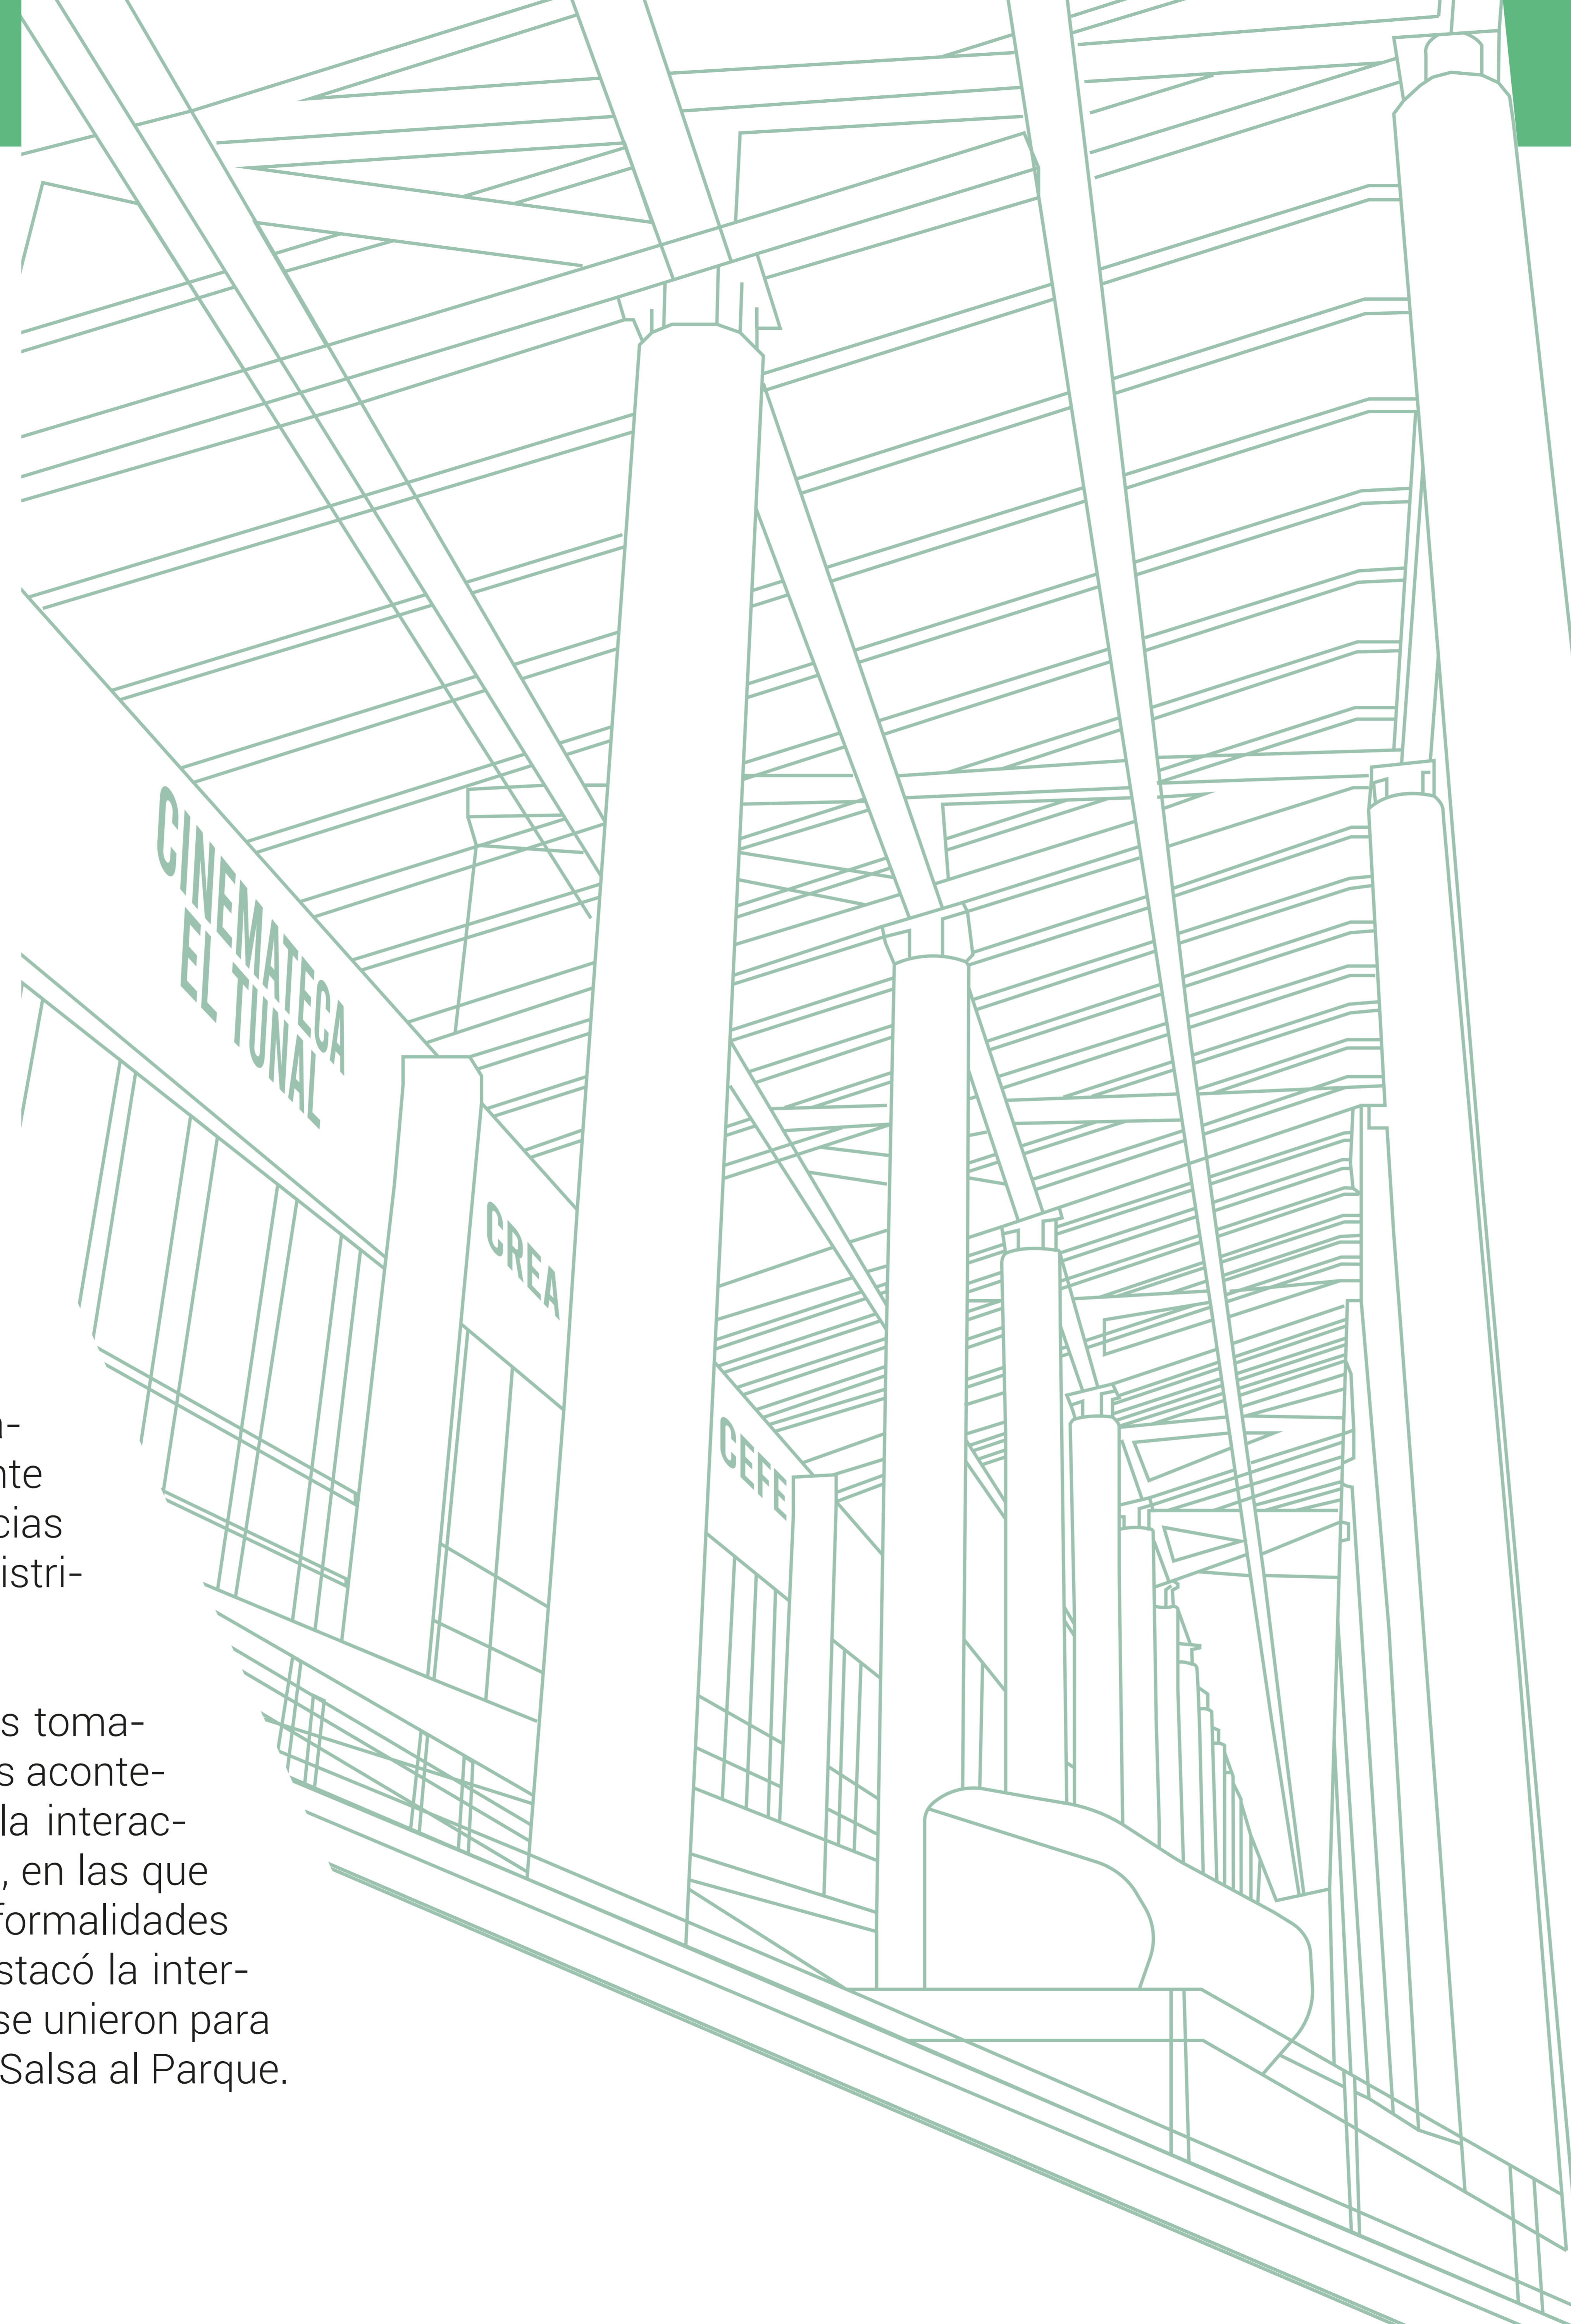 CINEMATECA
EL TUNAL
CREA
CEFE
a-
nte
cias
istri-
s toma-
s aconte-
la interac-
, en las que
formalidades
stacó la inter-
se unieron para
Salsa al Parque.